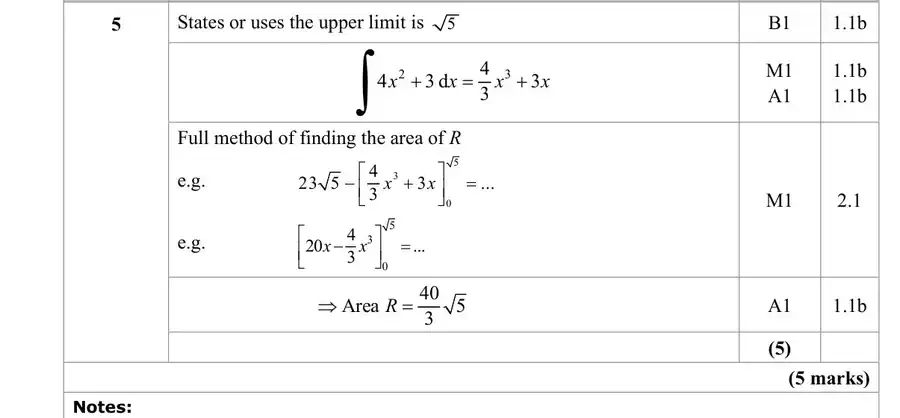 5 States or uses the upper limit is √5 B1 1.1b
∫ 4x² + 3 dx = 4/3 x³ + 3x M1 1.1b
A1 1.1b
Full method of finding the area of R
e.g. 23√5 − [4/3 x³ + 3x]₀^√5 = ... M1 2.1
e.g. [20x − 4/3 x³]₀^√5 = ...
⇒ Area R = 40/3 √5 A1 1.1b
(5)
(5 marks)
Notes: